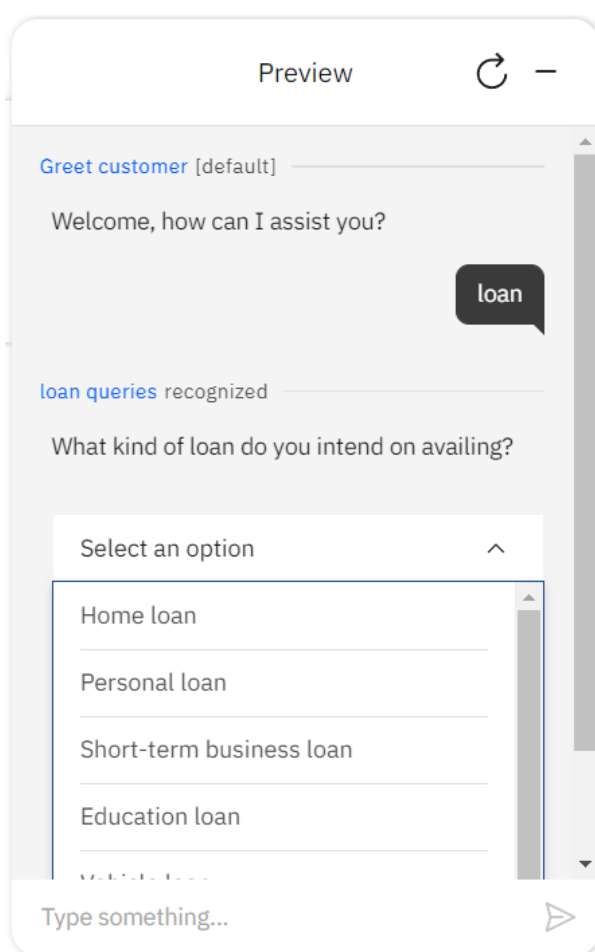 Preview
Greet customer [default]
Welcome, how can I assist you?
loan
loan queries recognized
What kind of loan do you intend on availing?
Select an option
Home loan
Personal loan
Short-term business loan
Education loan
Type something...